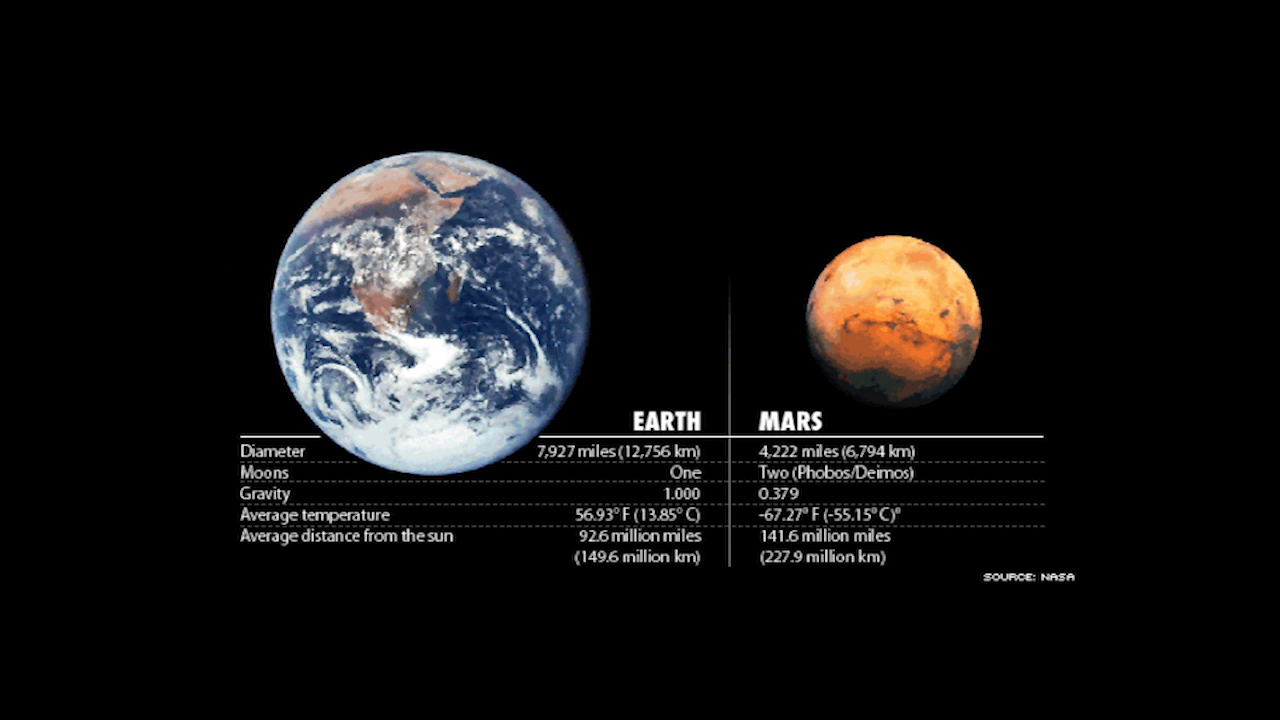 EARTH MARS
Diameter 7,927 miles (12,756 km) 4,222 miles (6,794 km)
Moons One Two (Phobos/Deimos)
Gravity 1.000 0.379
Average temperature 56.93° F (13.85° C) -67.27° F (-55.15° C)°
Average distance from the sun 92.6 million miles 141.6 million miles
(149.6 million km) (227.9 million km)
SOURCE: NASA